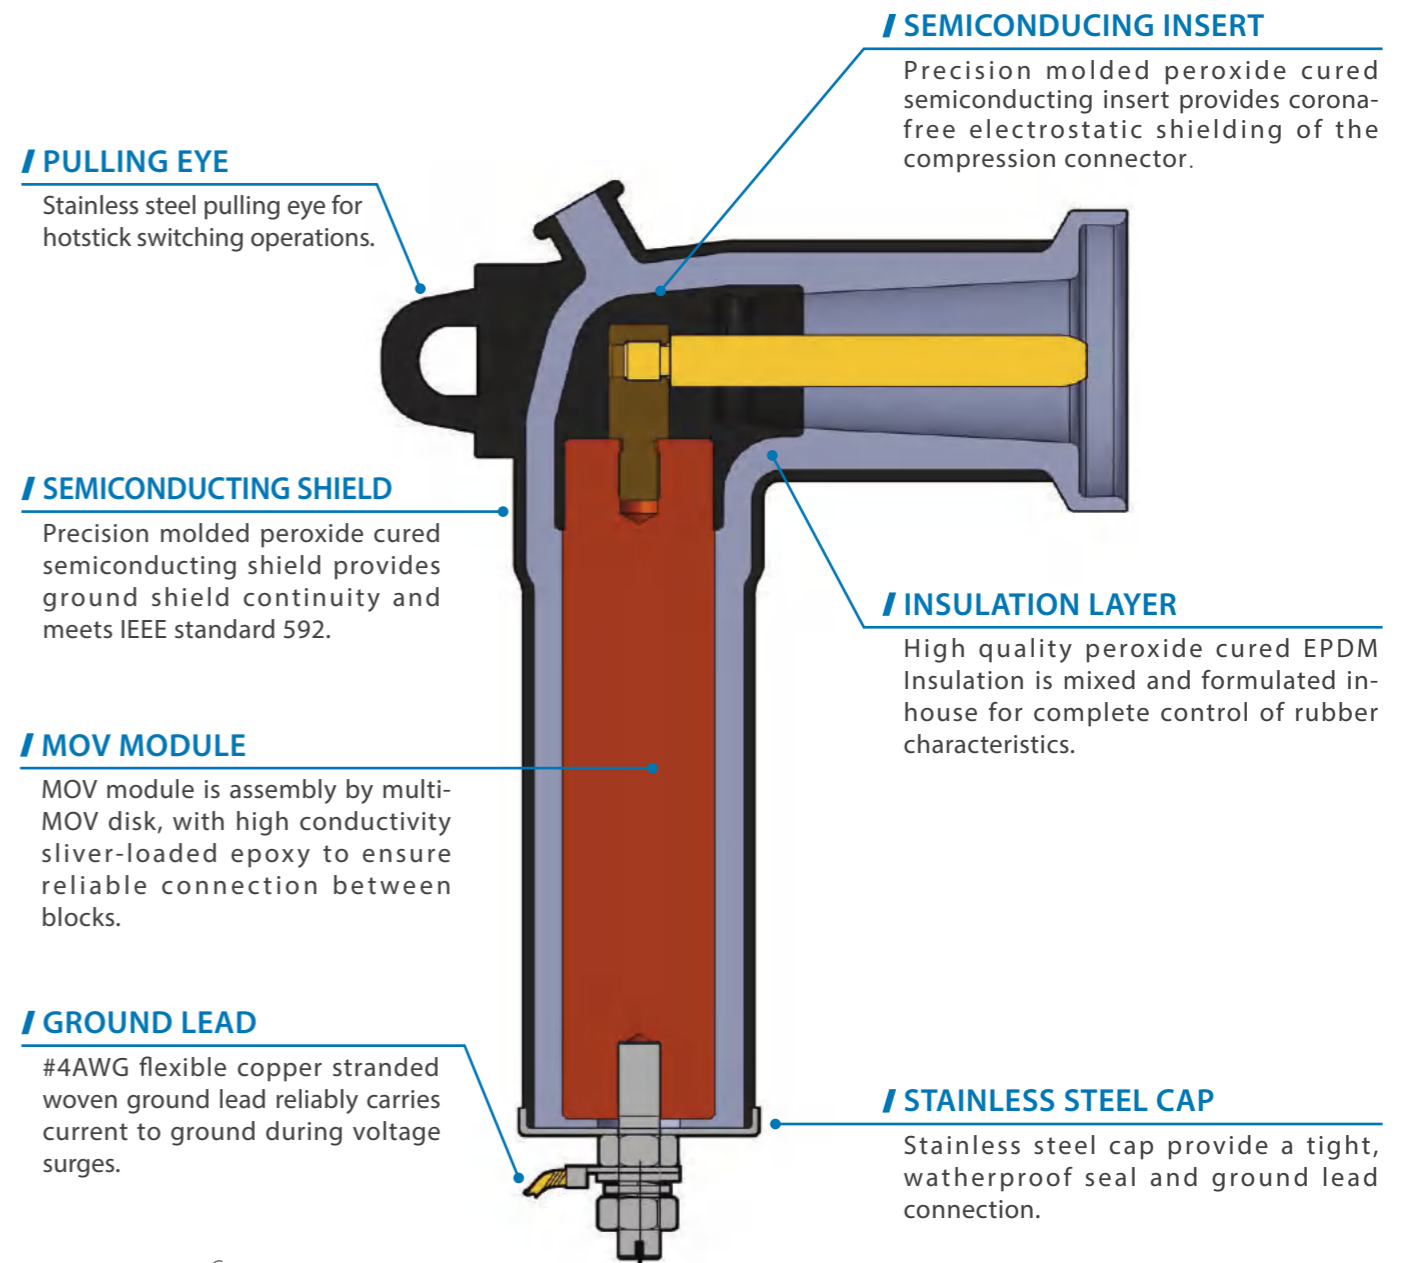 SEMICONDUCING INSERT
Precision molded peroxide cured
semiconducting insert provides corona-
free electrostatic shielding of the
compression connector.
PULLING EYE
Stainless steel pulling eye for
hotstick switching operations.
SEMICONDUCTING SHIELD
Precision molded peroxide cured
semiconducting shield provides
ground shield continuity and
meets IEEE standard 592.
INSULATION LAYER
High quality peroxide cured EPDM
Insulation is mixed and formulated in-
house for complete control of rubber
characteristics.
MOV MODULE
MOV module is assembly by multi-
MOV disk, with high conductivity
sliver-loaded epoxy to ensure
reliable connection between
blocks.
GROUND LEAD
#4AWG flexible copper stranded
woven ground lead reliably carries
current to ground during voltage
surges.
STAINLESS STEEL CAP
Stainless steel cap provide a tight,
watherproof seal and ground lead
connection.